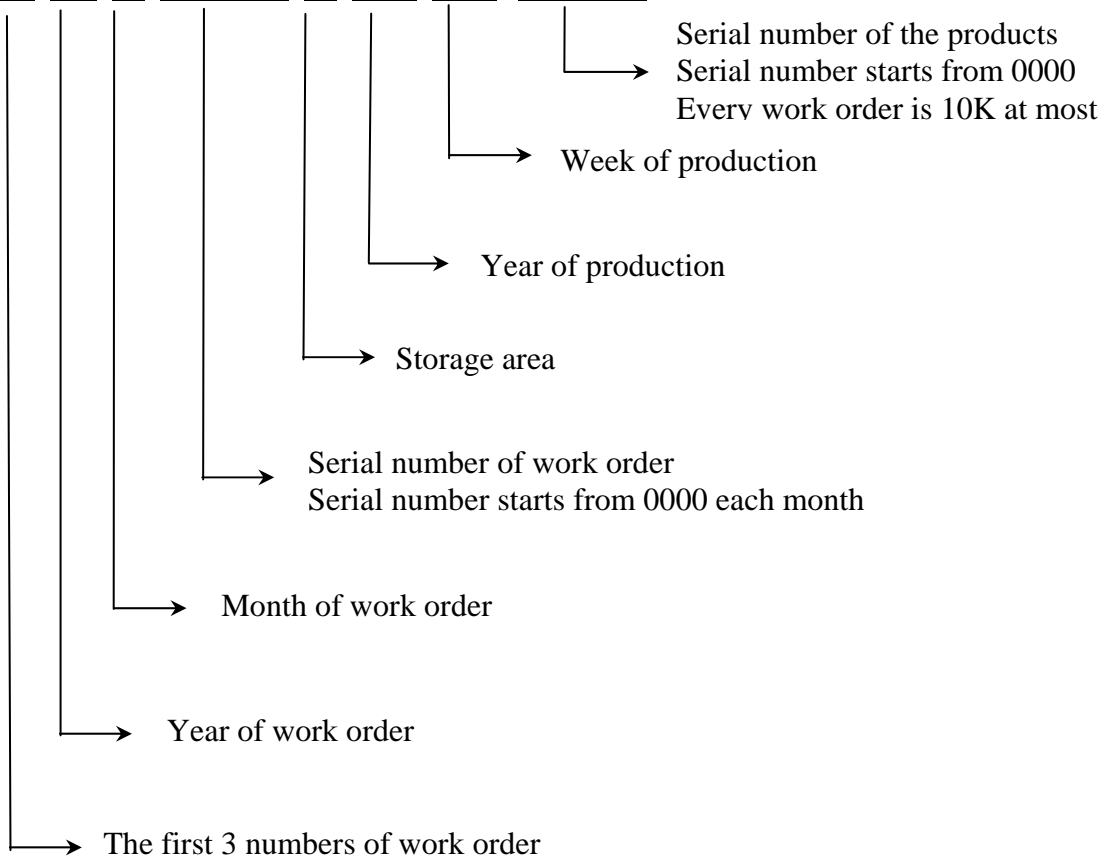 Serial number of the products
Serial number starts from 0000
Every work order is 10K at most
Week of production
Year of production
Storage area
Serial number of work order
Serial number starts from 0000 each month
Month of work order
Year of work order
The first 3 numbers of work order